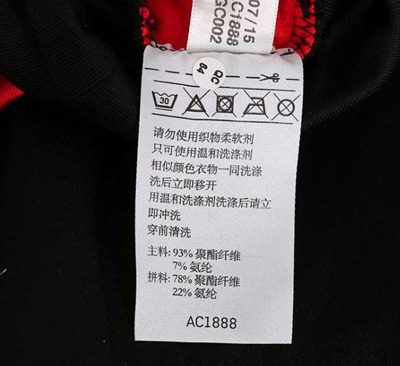 07/15
C1888
GC002
QC
64
30
请勿使用织物柔软剂
只可使用温和洗涤剂
相似颜色衣物一同洗涤
洗后立即移开
用温和洗涤剂洗涤后请立
即冲洗
穿前清洗
主料: 93% 聚酯纤维
7% 氨纶
拼料: 78% 聚酯纤维
22% 氨纶
AC1888